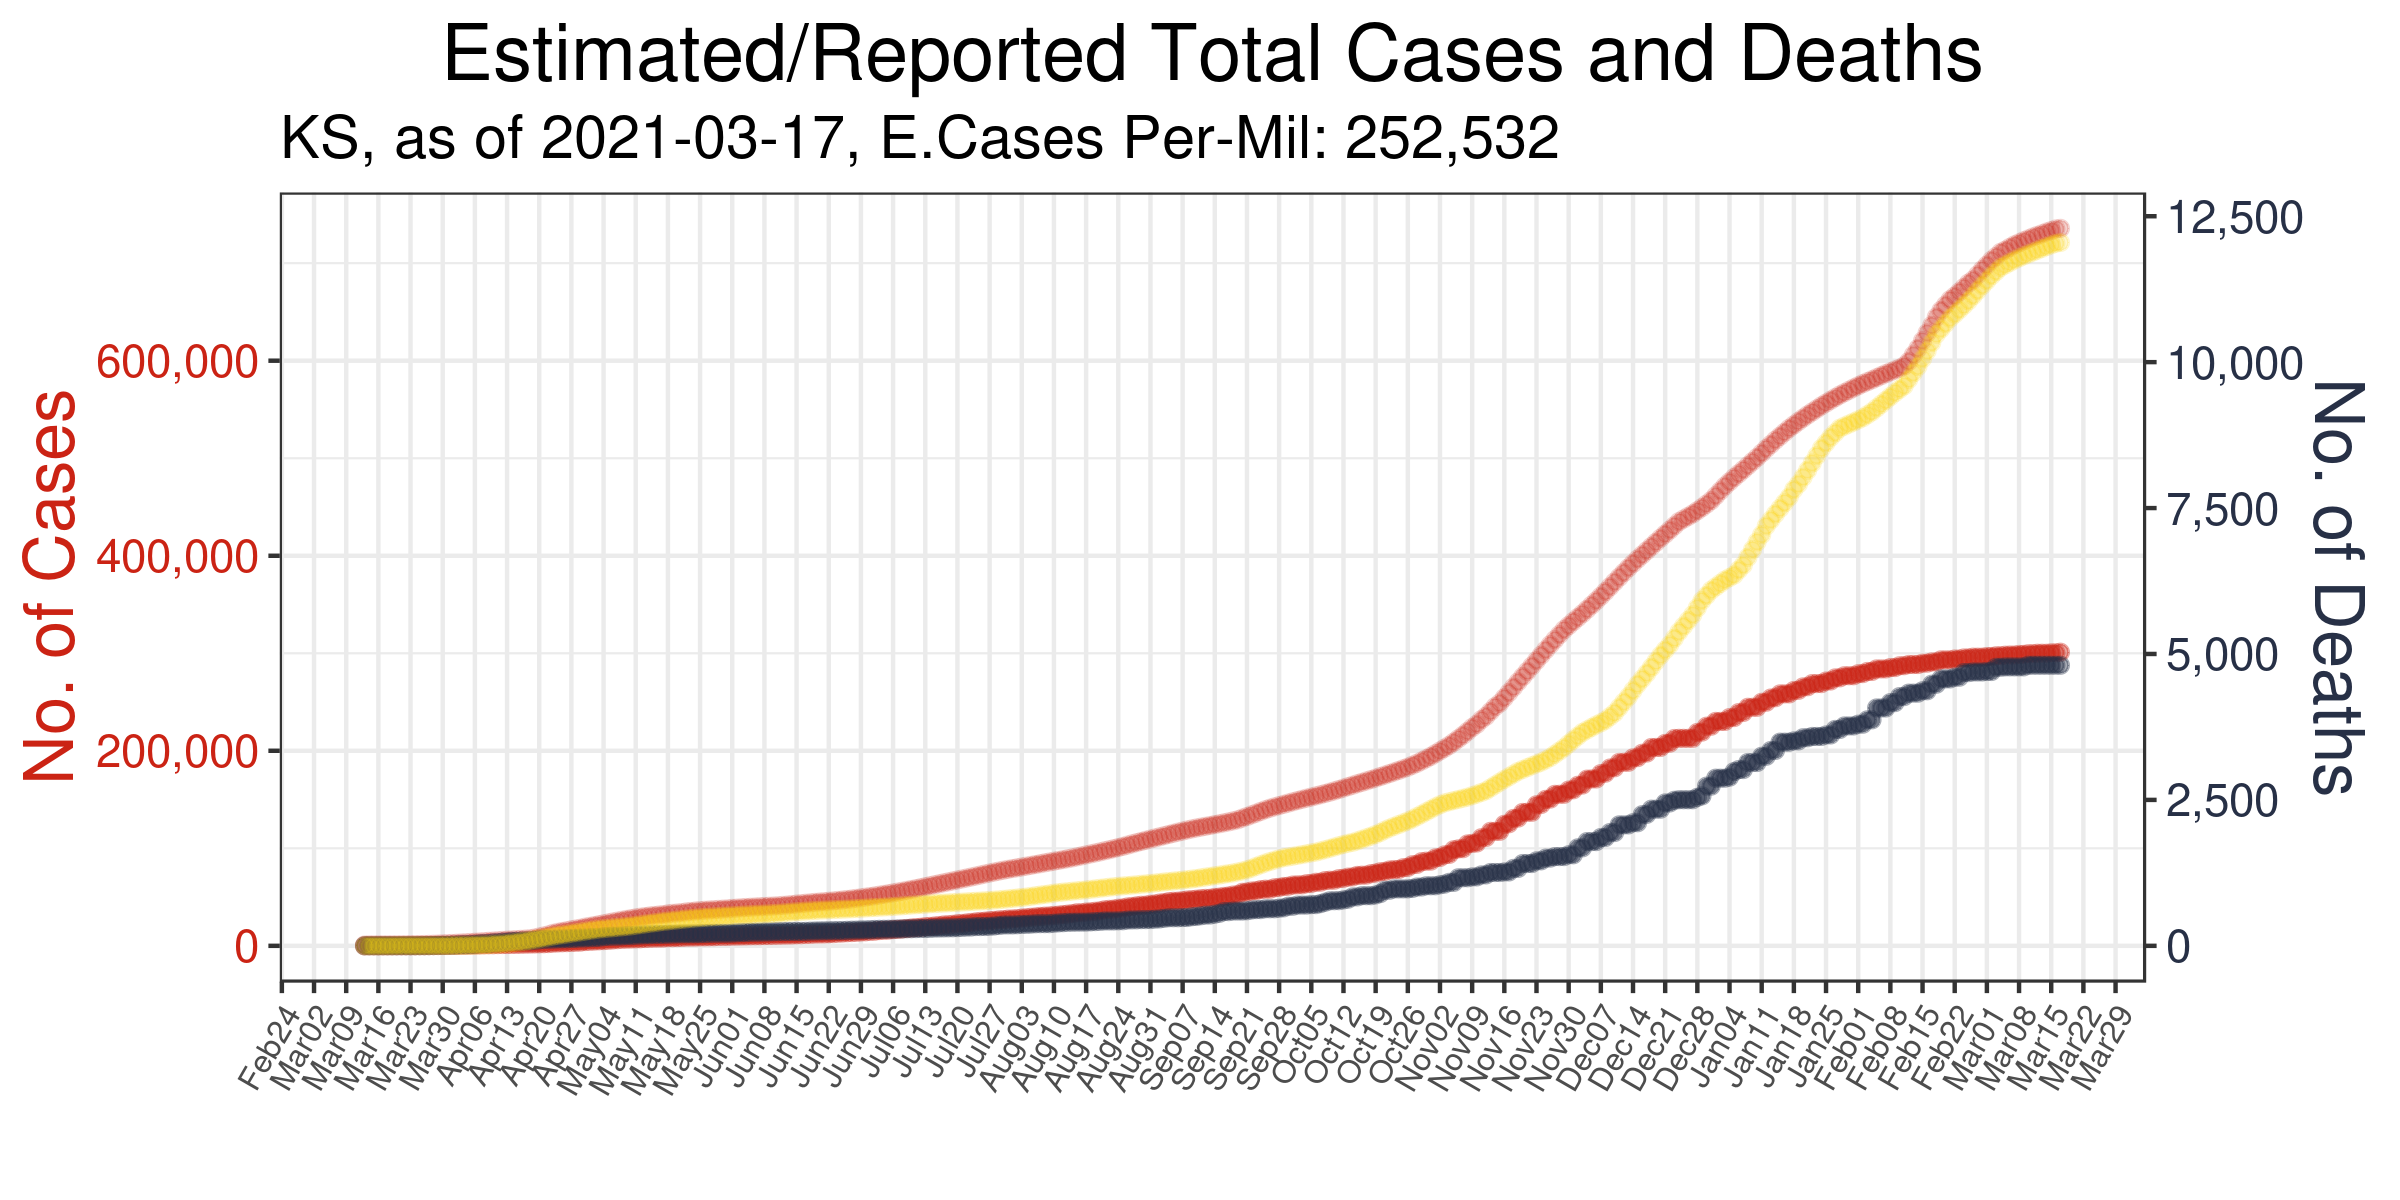 Estimated/Reported Total Cases and Deaths
KS, as of 2021-03-17, E.Cases Per-Mil: 252,532
No. of Cases
600,000
400,000
200,000
0
12,500
10,000
7,500
5,000
2,500
0
No. of Deaths
Feb24
Mar02
Mar09
Mar16
Mar23
Mar30
Apr06
Apr13
Apr20
Apr27
May04
May11
May18
May25
Jun01
Jun08
Jun15
Jun22
Jun29
Jul06
Jul13
Jul20
Jul27
Aug03
Aug10
Aug17
Aug24
Aug31
Sep07
Sep14
Sep21
Sep28
Oct05
Oct12
Oct19
Oct26
Nov02
Nov09
Nov16
Nov23
Nov30
Dec07
Dec14
Dec21
Dec28
Jan04
Jan11
Jan18
Jan25
Feb01
Feb08
Feb15
Feb22
Mar01
Mar08
Mar15
Mar22
Mar29